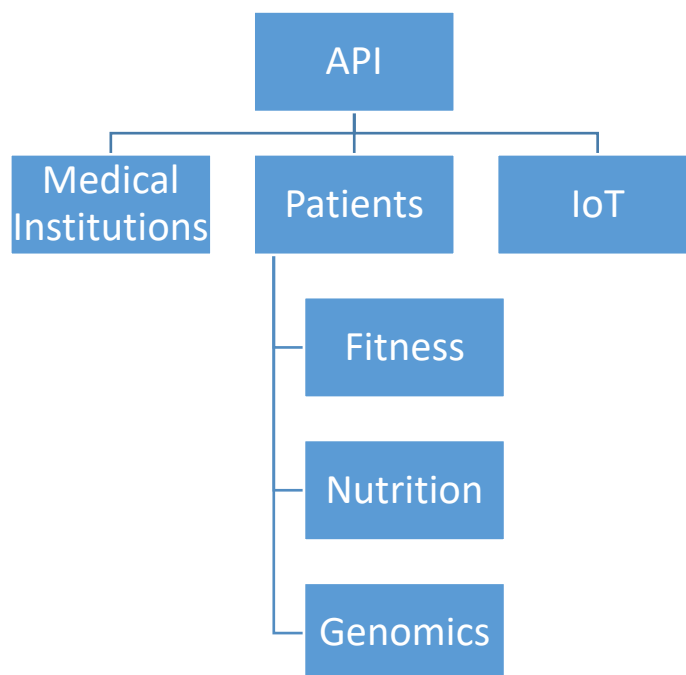 API
Medical
Institutions
Patients
IoT
Fitness
Nutrition
Genomics